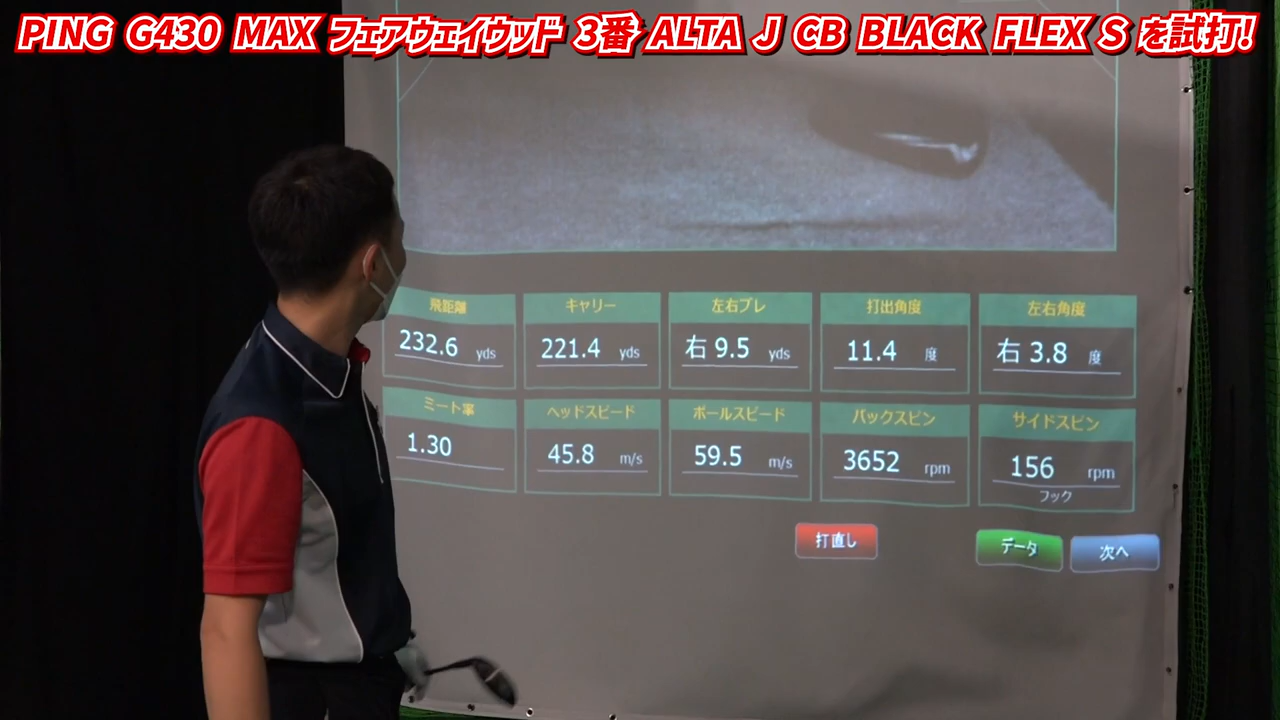 PING G430 MAX フェアウェイウッド 3番 ALTA J CB BLACK FLEX S を試打!
飛距離 キャリー 左右ブレ 打出角度 左右角度
232.6 yds 221.4 yds 右 9.5 yds 11.4 度 右 3.8 度
ミート率 ヘッドスピード ボールスピード バックスピン サイドスピン
1.30 45.8 m/s 59.5 m/s 3652 rpm 156 rpm
フック
打直し データ 次へ